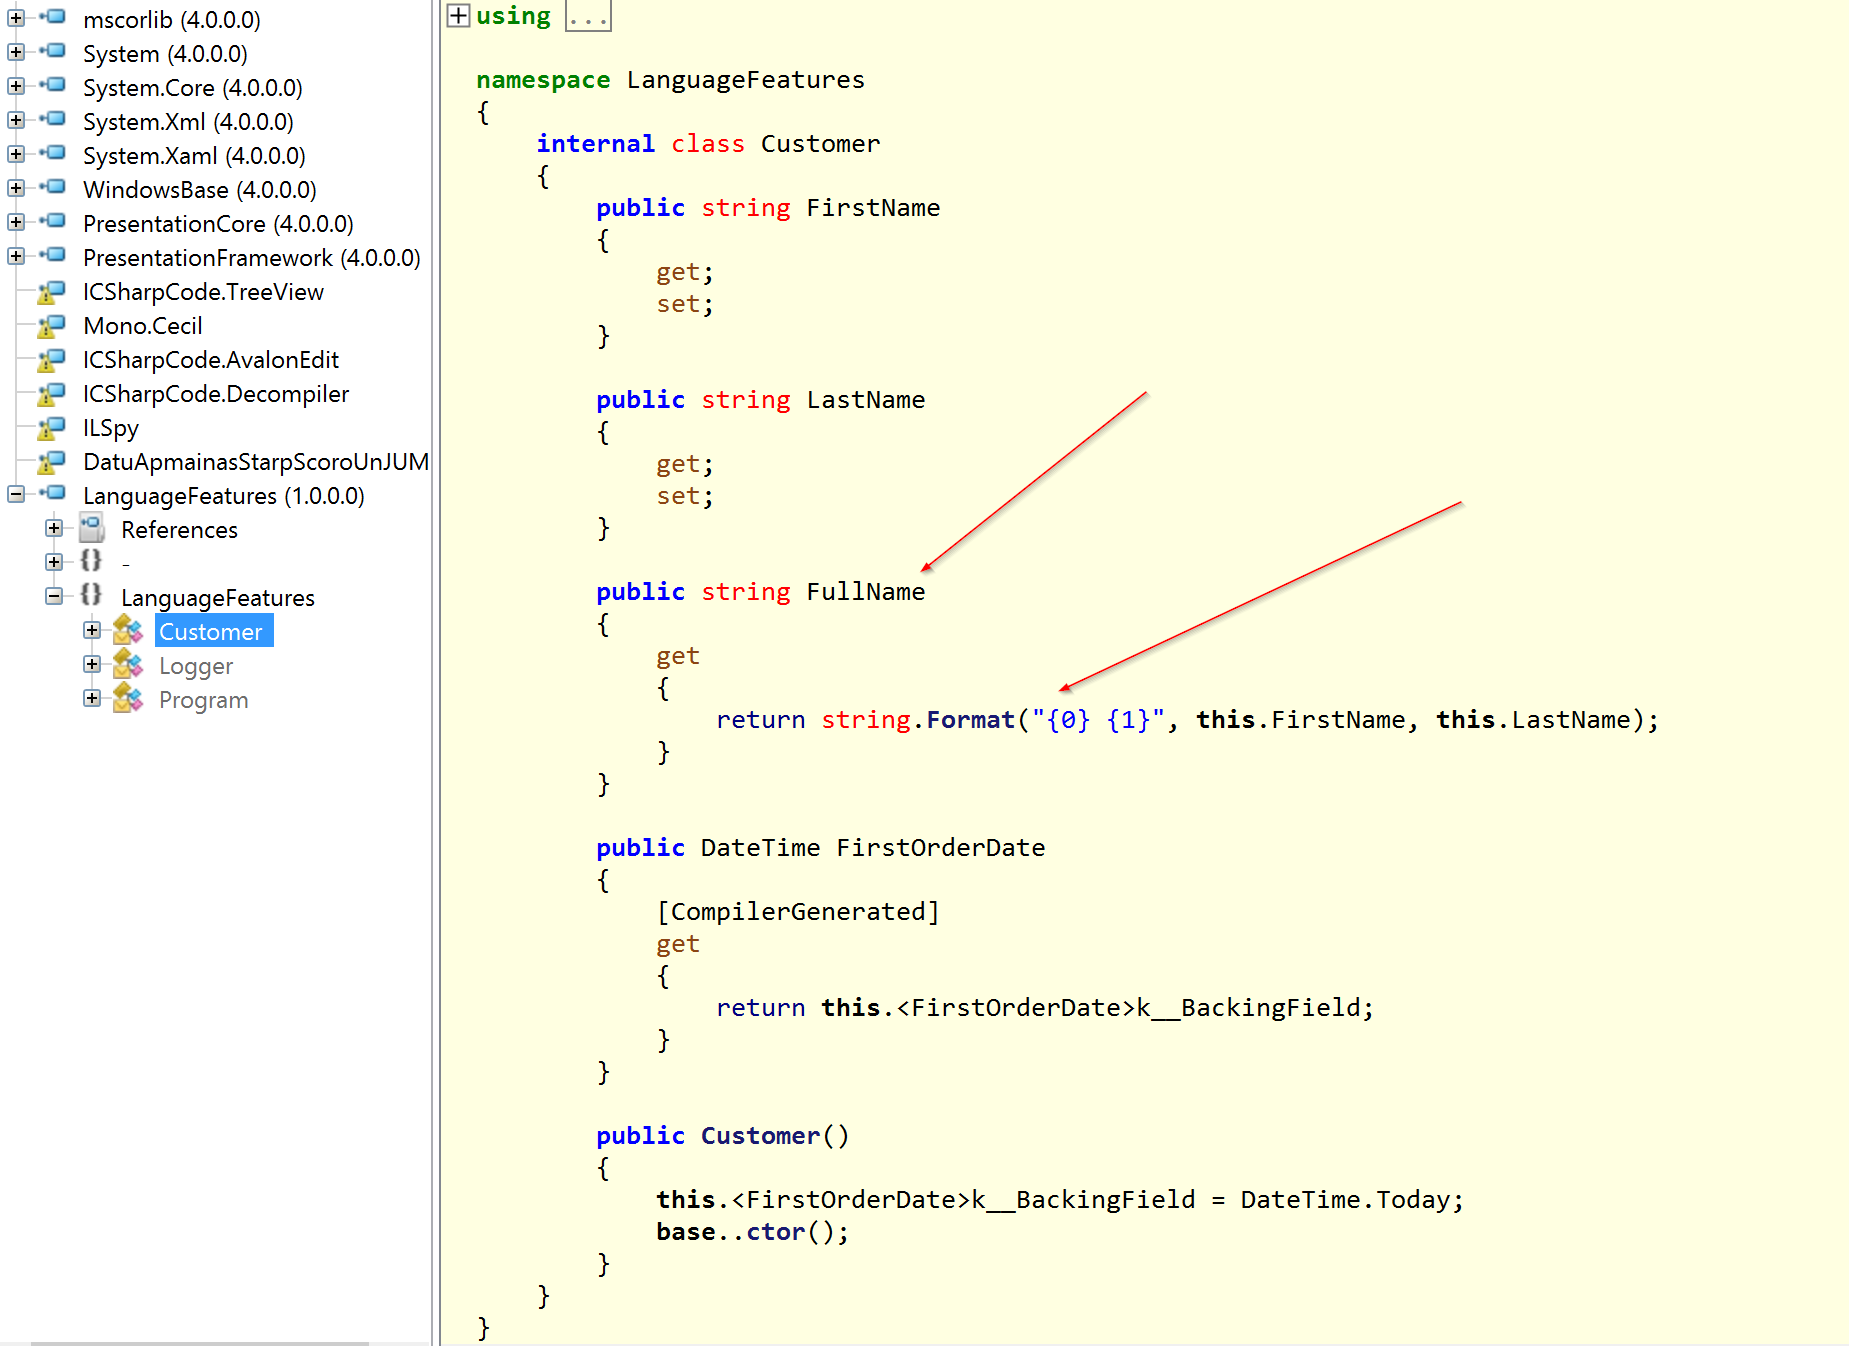 mscorlib (4.0.0.0)
System (4.0.0.0)
System.Core (4.0.0.0)
System.Xml (4.0.0.0)
System.Xaml (4.0.0.0)
WindowsBase (4.0.0.0)
PresentationCore (4.0.0.0)
PresentationFramework (4.0.0.0)
ICSharpCode.TreeView
Mono.Cecil
ICSharpCode.AvalonEdit
ICSharpCode.Decompiler
ILSpy
DatuApmainasStarpScoroUnJUM
LanguageFeatures (1.0.0.0)
References
{} -
{} LanguageFeatures
Customer
Logger
Program
using ...
namespace LanguageFeatures
{
    internal class Customer
    {
        public string FirstName
        {
            get;
            set;
        }
        public string LastName
        {
            get;
            set;
        }
        public string FullName
        {
            get
            {
                return string.Format("{0} {1}", this.FirstName, this.LastName);
            }
        }
        public DateTime FirstOrderDate
        {
            [CompilerGenerated]
            get
            {
                return this.<FirstOrderDate>k__BackingField;
            }
        }
        public Customer()
        {
            this.<FirstOrderDate>k__BackingField = DateTime.Today;
            base..ctor();
        }
    }
}